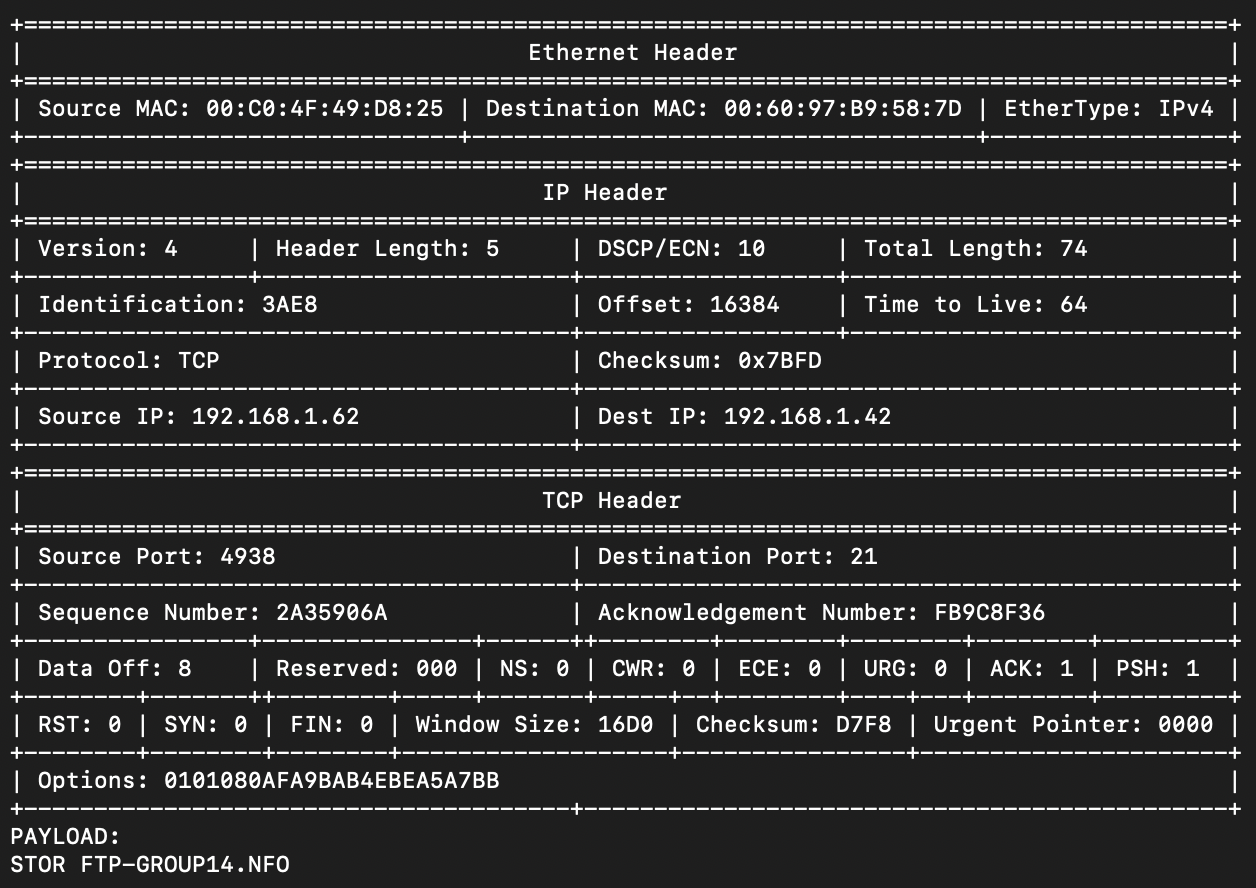 Ethernet Header
| Source MAC: 00:C0:4F:49:D8:25 | Destination MAC: 00:60:97:B9:58:7D | EtherType: IPv4 |
IP Header
| Version: 4 | Header Length: 5 | DSCP/ECN: 10 | Total Length: 74 |
| Identification: 3AE8 | Offset: 16384 | Time to Live: 64 |
| Protocol: TCP | Checksum: 0x7BFD |
| Source IP: 192.168.1.62 | Dest IP: 192.168.1.42 |
TCP Header
| Source Port: 4938 | Destination Port: 21 |
| Sequence Number: 2A35906A | Acknowledgement Number: FB9C8F36 |
| Data Off: 8 | Reserved: 000 | NS: 0 | CWR: 0 | ECE: 0 | URG: 0 | ACK: 1 | PSH: 1 |
| RST: 0 | SYN: 0 | FIN: 0 | Window Size: 16D0 | Checksum: D7F8 | Urgent Pointer: 0000 |
| Options: 0101080AFA9BAB4EBEA5A7BB |
PAYLOAD:
STOR FTP-GROUP14.NFO